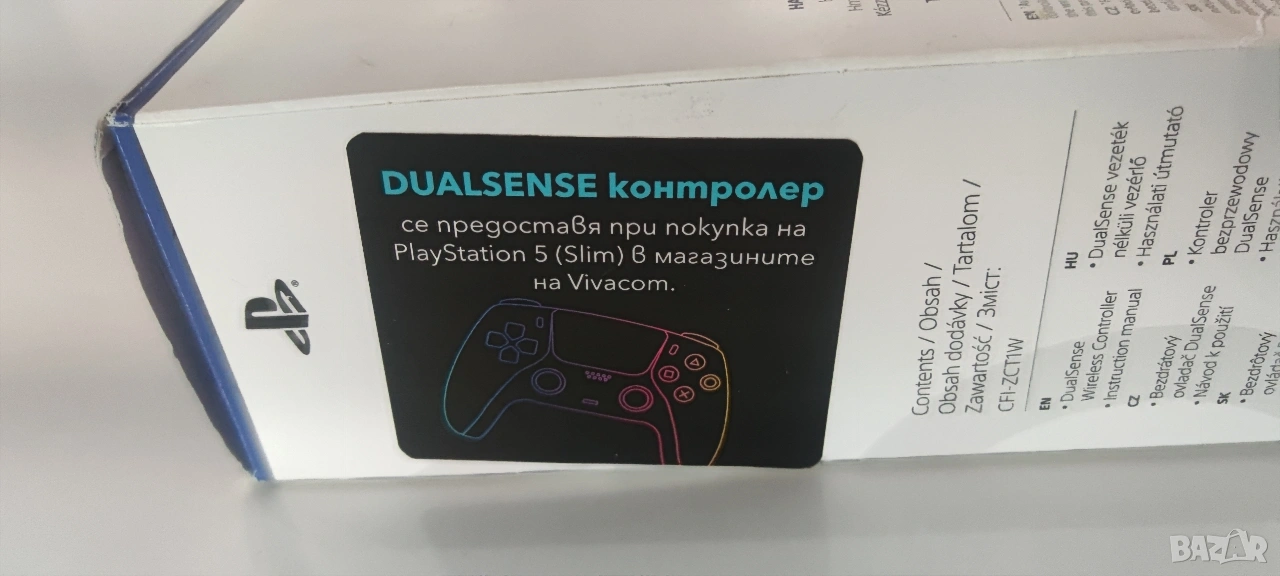 DUALSENSE контролер
се предоставя при покупка на
PlayStation 5 (Slim) в магазините
на Vivacom.
Contents / Obsah /
Obsah dodávky / Tartalom /
Zawartość / Зміст:
CFI-ZCT1W
EN
• DualSense
Wireless Controller
• Instruction manual
CZ
• Bezdrátový
ovladač DualSense
• Návod k použití
SK
• Bezdrôtový
HU
• DualSense vezeték
nélküli vezérlő
• Használati útmutató
PL
• Kontroler
bezprzewodowy
DualSense
BAZAR